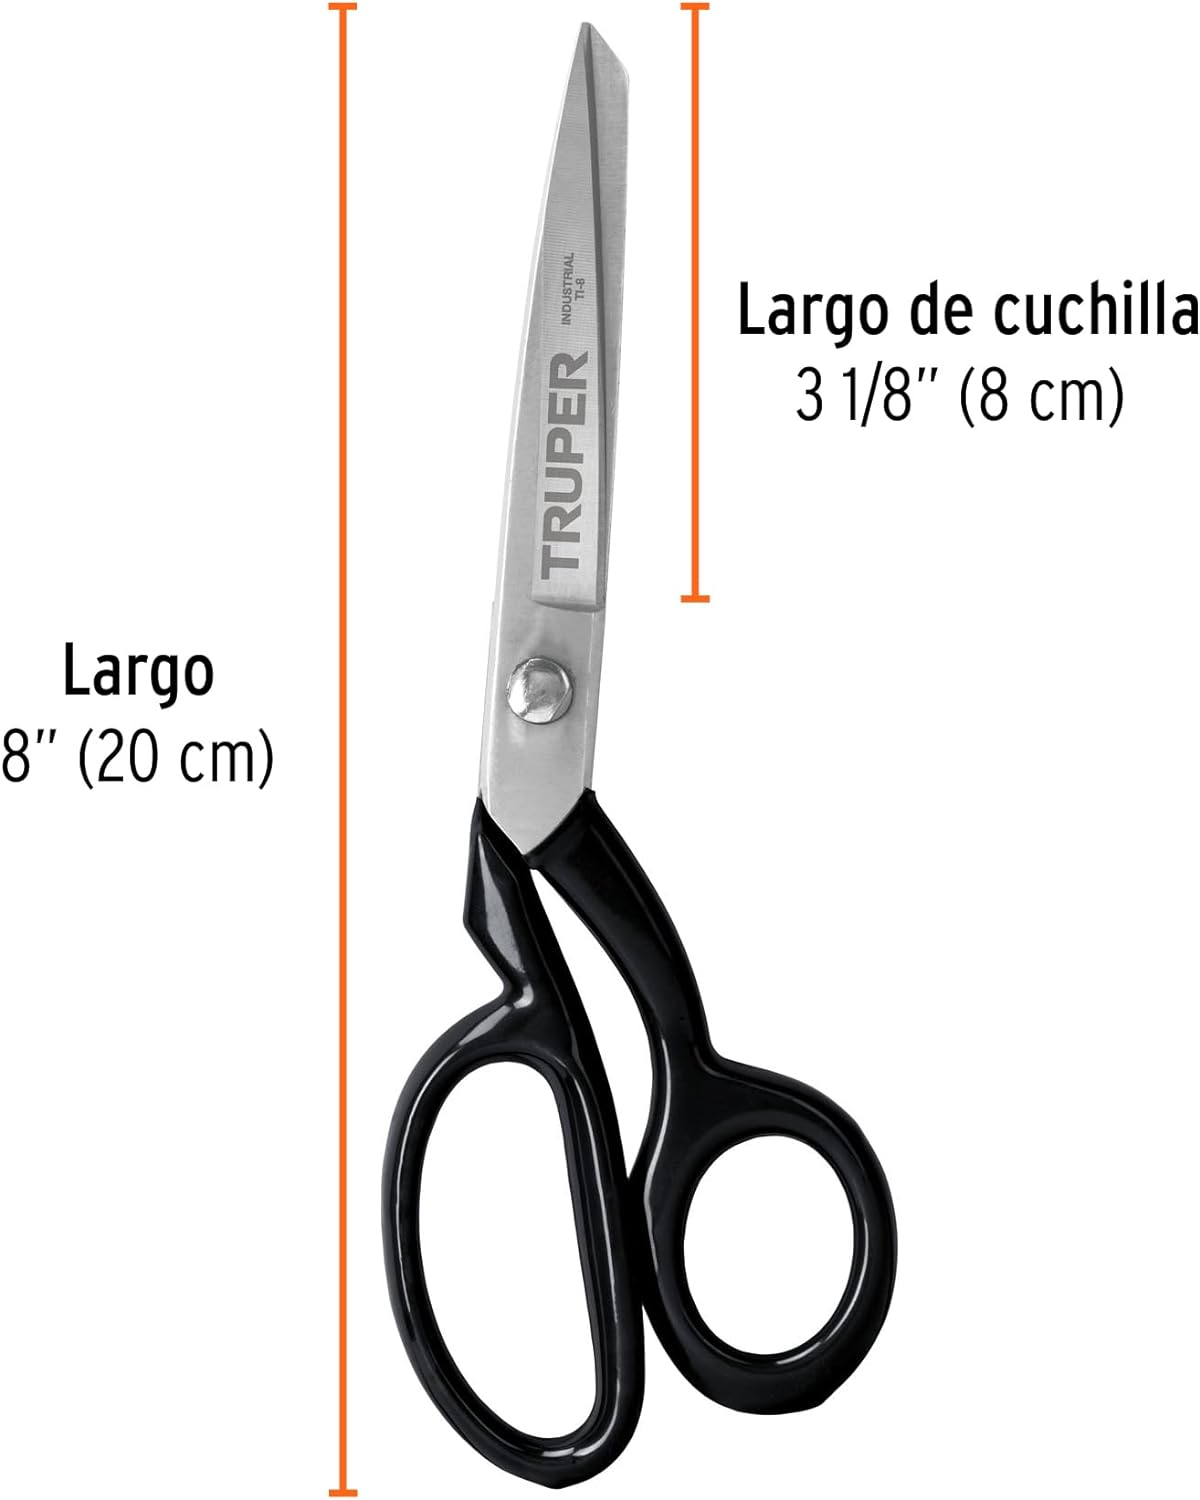 Largo de cuchilla
3 1/8" (8 cm)
INDUSTRIAL
TI-8
TRUPER
Largo
8" (20 cm)